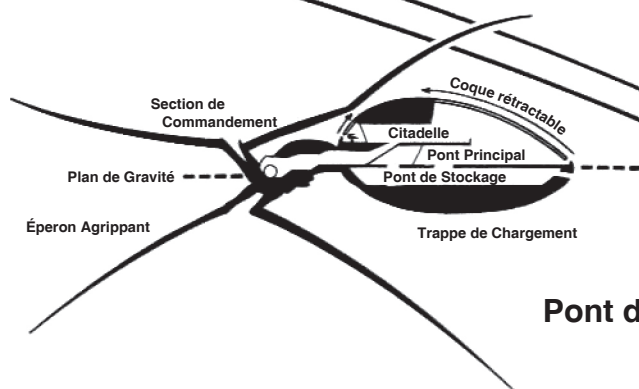 Coque rétractable
Section de
Commandement
Citadelle
Pont Principal
Plan de Gravité
Pont de Stockage
Éperon Agrippant
Trappe de Chargement
Pont d